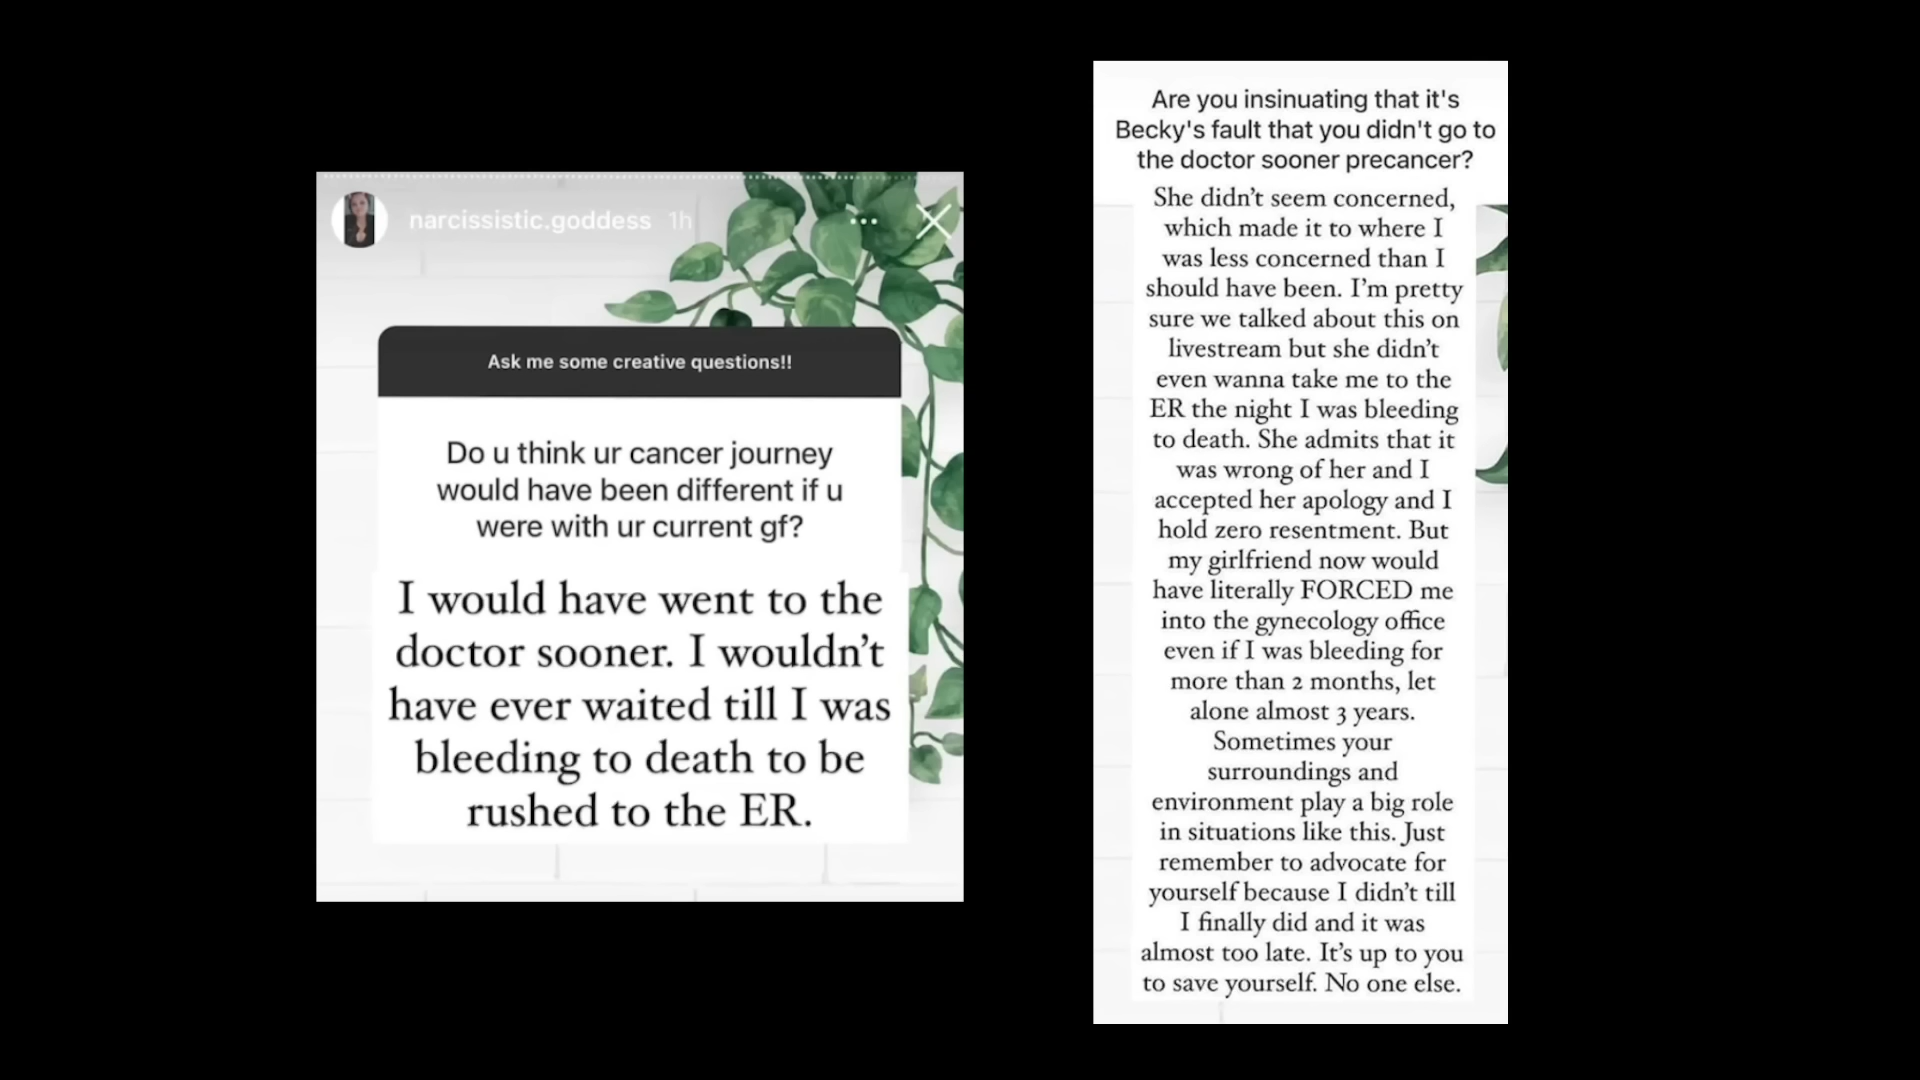 narcissistic.goddess 1h
Ask me some creative questions!!
Do u think ur cancer journey
would have been different if u
were with ur current gf?
I would have went to the
doctor sooner. I wouldn't
have ever waited till I was
bleeding to death to be
rushed to the ER.
Are you insinuating that it's
Becky's fault that you didn't go to
the doctor sooner precancer?
She didn't seem concerned,
which made it to where I
was less concerned than I
should have been. I'm pretty
sure we talked about this on
livestream but she didn't
even wanna take me to the
ER the night I was bleeding
to death. She admits that it
was wrong of her and I
accepted her apology and I
hold zero resentment. But
my girlfriend now would
have literally FORCED me
into the gynecology office
even if I was bleeding for
more than 2 months, let
alone almost 3 years.
Sometimes your
surroundings and
environment play a big role
in situations like this. Just
remember to advocate for
yourself because I didn't till
I finally did and it was
almost too late. It's up to you
to save yourself. No one else.